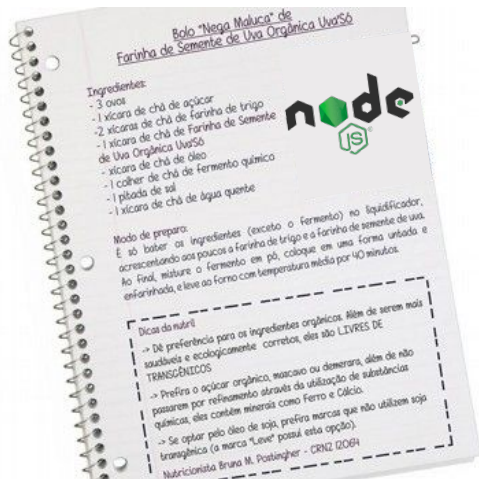 Bolo "Nega Maluca" de
Farinha de Semente de Uva Orgânica Uva'Só
Ingredientes:
- 3 ovos
- 1 xícara de chá de açúcar
-2 xícaras de chá de farinha de trigo
- 1 xícara de chá de Farinha de Semente
de Uva Orgânica Uva'Só
- xícara de chá de óleo
- 1 colher de chá de fermento químico
- 1 pitada de sal
- 1 xícara de chá de água quente
node
JS
Modo de preparo:
É só bater os ingredientes (exceto o fermento) no liquidificador,
acrescentando aos poucos a farinha de trigo e a farinha de semente de uva.
Ao final, misture o fermento em pó, coloque em uma forma untada e
enfarinhada, e leve ao forno com temperatura média por 40 minutos.
Dicas da nutri!
-> Dê preferência para os ingredientes orgânicos. Além de serem mais
saudáveis e ecologicamente corretos, eles são LIVRES DE
TRANSGÊNICOS
-> Prefira o açúcar orgânico, mascavo ou demerara, além de não
passarem por refinamento através da utilização de substâncias
químicas, eles contém minerais como Ferro e Cálcio.
-> Se optar pelo óleo de soja, prefira marcas que não utilizem soja
transgênica (a marca "Leve" possui esta opção).
Nutricionista Bruna M. Postingher - CRN2 12064